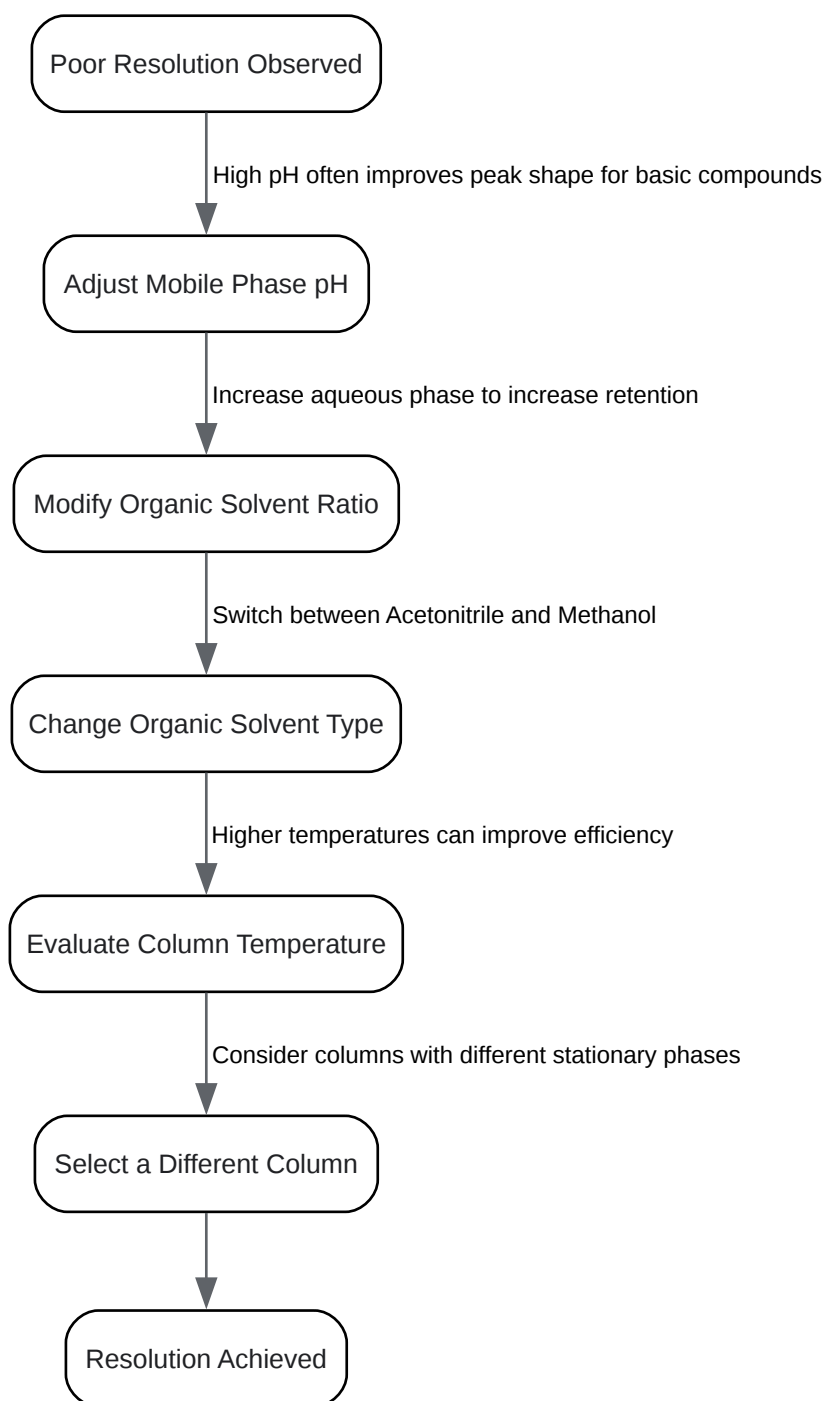 Poor Resolution Observed
High pH often improves peak shape for basic compounds
Adjust Mobile Phase pH
Increase aqueous phase to increase retention
Modify Organic Solvent Ratio
Switch between Acetonitrile and Methanol
Change Organic Solvent Type
Higher temperatures can improve efficiency
Evaluate Column Temperature
Consider columns with different stationary phases
Select a Different Column
Resolution Achieved